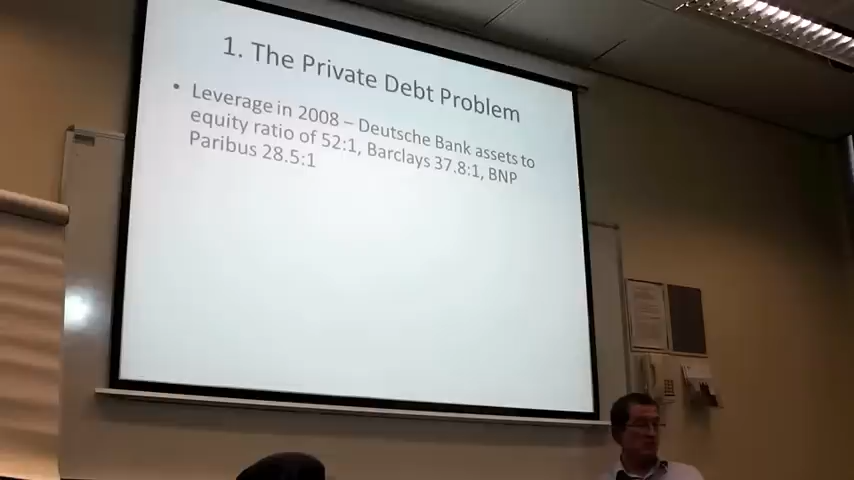 1. The Private Debt Problem
• Leverage in 2008 – Deutsche Bank assets to
equity ratio of 52:1, Barclays 37.8:1, BNP
Paribus 28.5:1